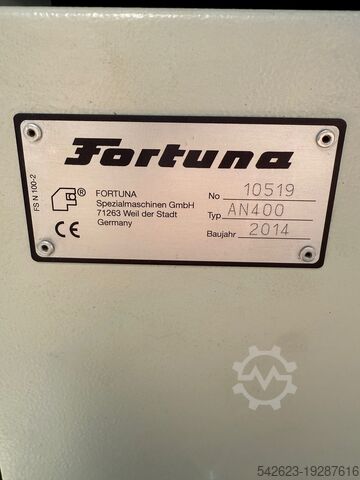 Fortuna
FS N 100-2
®
FORTUNA
Spezialmaschinen GmbH
71263 Weil der Stadt
Germany
CE
No 10519
Typ AN400
Baujahr 2014
542623-19287616